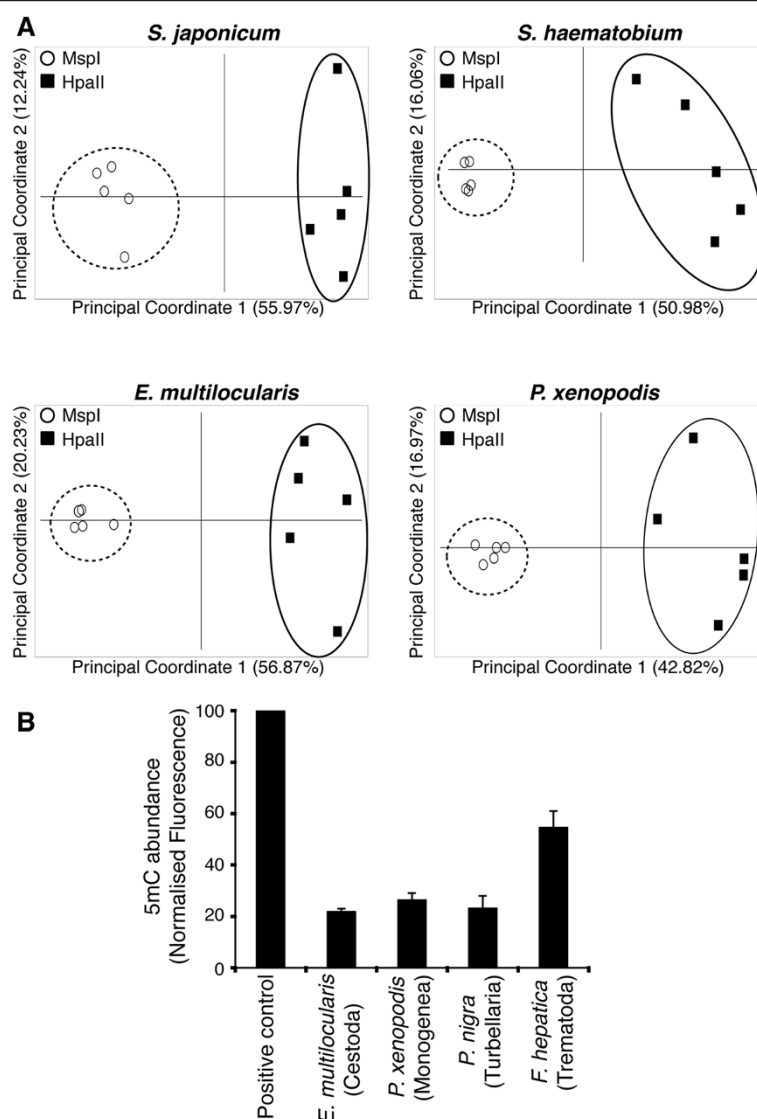 A
S. japonicum
MspI
HpaII
Principal Coordinate 2 (12.24%)
Principal Coordinate 1 (55.97%)
S. haematobium
MspI
HpaII
Principal Coordinate 2 (16.06%)
Principal Coordinate 1 (50.98%)
E. multilocularis
MspI
HpaII
Principal Coordinate 2 (20.23%)
Principal Coordinate 1 (56.87%)
P. xenopodis
MspI
HpaII
Principal Coordinate 2 (16.97%)
Principal Coordinate 1 (42.82%)
B
5mC abundance
(Normalised Fluorescence)
100
80
60
40
20
0
Positive control
E. multilocularis
(Cestoda)
P. xenopodis
(Monogenea)
P. nigra
(Turbellaria)
F. hepatica
(Trematoda)